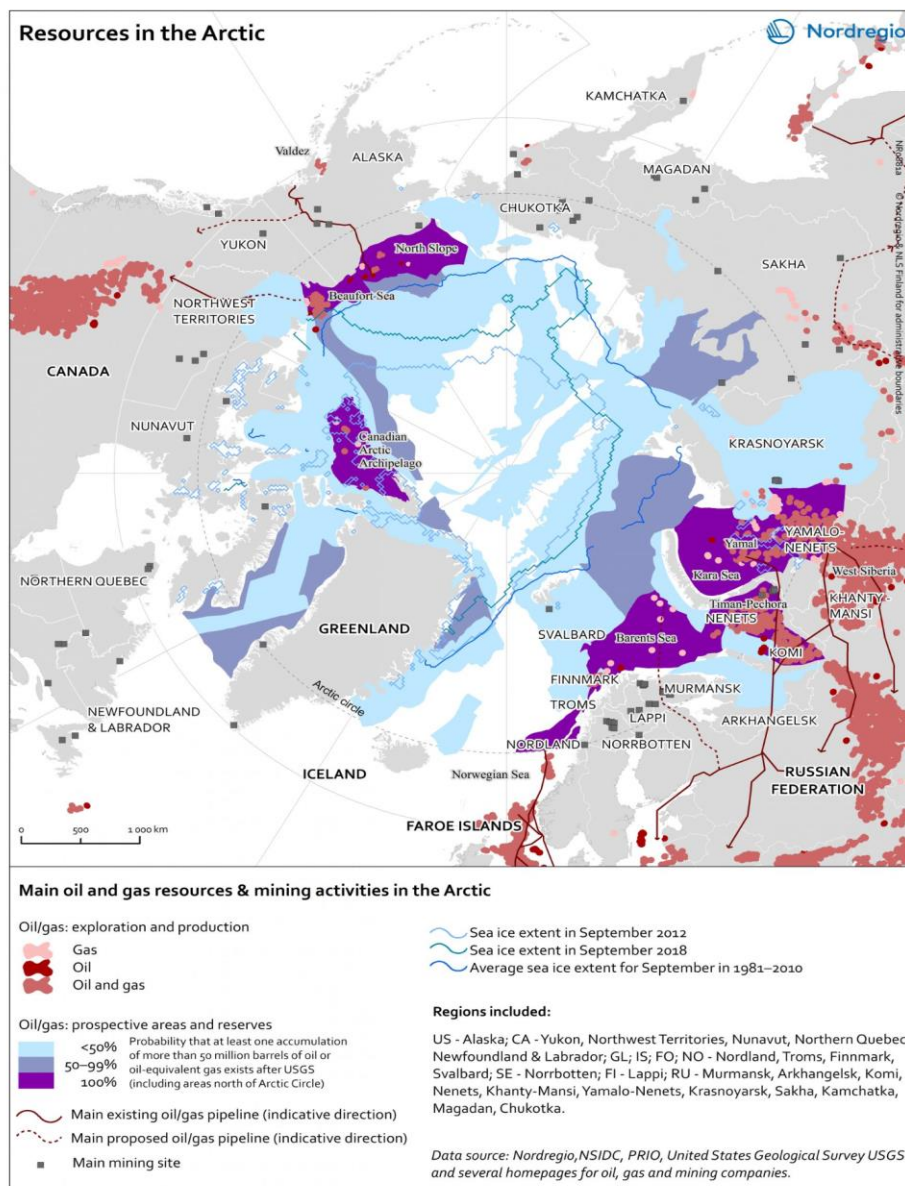 Resources in the Arctic
Nordregio
KAMCHATKA
Valdez
ALASKA
MAGADAN
CHUKOTKA
YUKON
North Slope
SAKHA
Beaufort Sea
NORTHWEST
TERRITORIES
CANADA
NUNAVUT
Canadian
Arctic
Archipelago
KRASNOYARSK
Yamal
YAMALO-
NENETS
Kara Sea
West Siberia
KHANTY-
MANSI
NORTHERN QUEBEC
Timan-Pechora
NENETS
GREENLAND
SVALBARD
Barents Sea
KOMI
FINNMARK
MURMANSK
TROMS
Arctic circle
LAPPI
ARKHANGELSK
NEWFOUNDLAND
& LABRADOR
NORDLAND
NORRBOTTEN
ICELAND
Norwegian Sea
RUSSIAN
FEDERATION
FAROE ISLANDS
0 500 1 000 km
© Nordregio & NLS Finland for administrative boundaries
Main oil and gas resources & mining activities in the Arctic
Oil/gas: exploration and production
Gas
Oil
Oil and gas
Oil/gas: prospective areas and reserves
<50%
50–99%
100%
Probability that at least one accumulation
of more than 50 million barrels of oil or
oil-equivalent gas exists after USGS
(including areas north of Arctic Circle)
Main existing oil/gas pipeline (indicative direction)
Main proposed oil/gas pipeline (indicative direction)
Main mining site
Sea ice extent in September 2012
Sea ice extent in September 2018
Average sea ice extent for September in 1981–2010
Regions included:
US - Alaska; CA - Yukon, Northwest Territories, Nunavut, Northern Quebec
Newfoundland & Labrador; GL; IS; FO; NO - Nordland, Troms, Finnmark,
Svalbard; SE - Norrbotten; FI - Lappi; RU - Murmansk, Arkhangelsk, Komi,
Nenets, Khanty-Mansi, Yamalo-Nenets, Krasnoyarsk, Sakha, Kamchatka,
Magadan, Chukotka.
Data source: Nordregio,NSIDC, PRIO, United States Geological Survey USGS
and several homepages for oil, gas and mining companies.